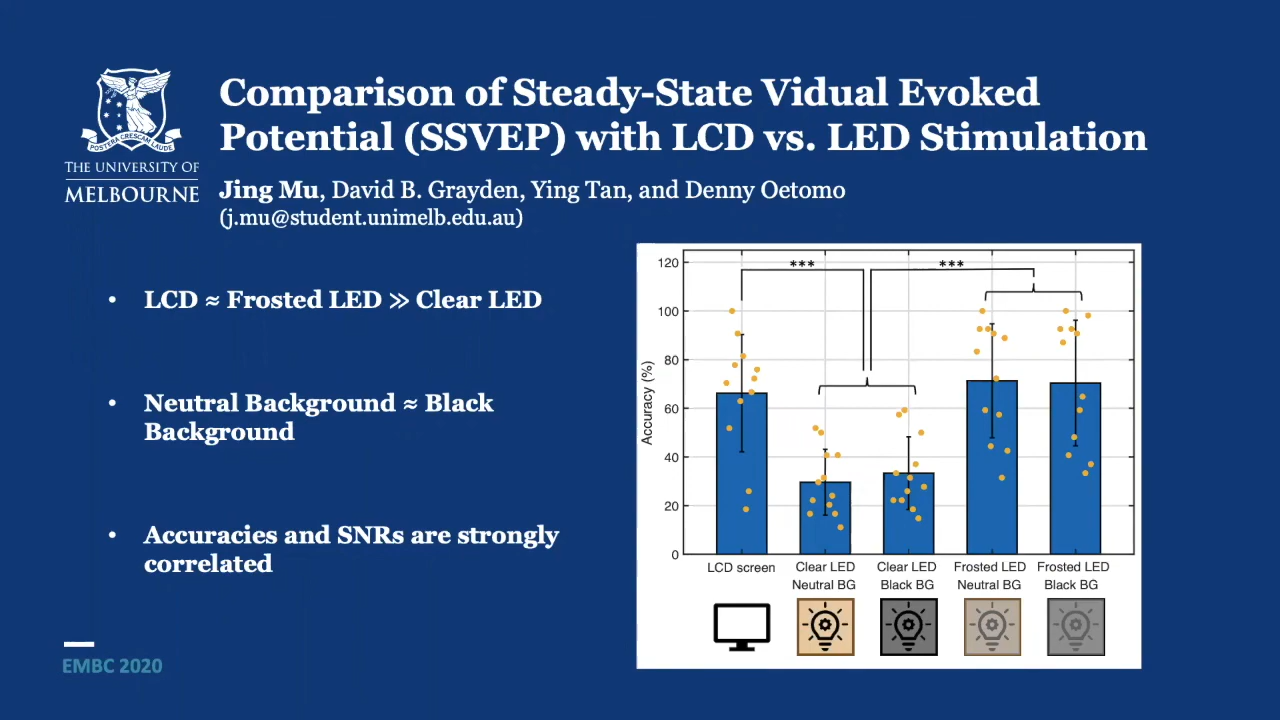 Comparison of Steady-State Vidual Evoked
Potential (SSVEP) with LCD vs. LED Stimulation
POSTERA CRESCAM LAUDE
THE UNIVERSITY OF
MELBOURNE
Jing Mu, David B. Grayden, Ying Tan, and Denny Oetomo
(j.mu@student.unimelb.edu.au)
• LCD ≈ Frosted LED ≫ Clear LED
• Neutral Background ≈ Black
Background
• Accuracies and SNRs are strongly
correlated
EMBC 2020
Accuracy (%)
120
100
80
60
40
20
0
*** ***
LCD screen
Clear LED
Neutral BG
Clear LED
Black BG
Frosted LED
Neutral BG
Frosted LED
Black BG